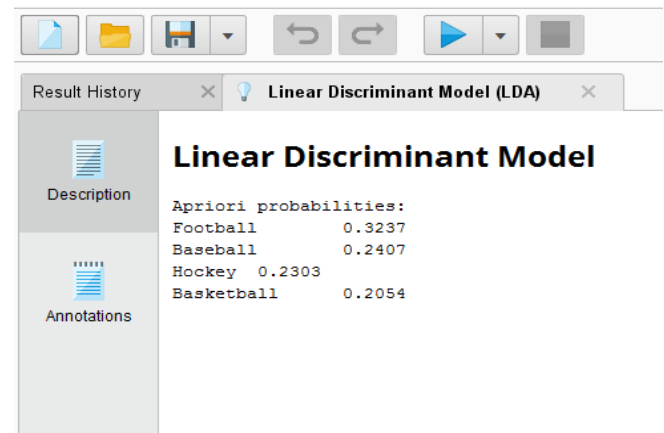 Result History
Linear Discriminant Model (LDA)
Description
Annotations
Linear Discriminant Model
Apriori probabilities:
Football 0.3237
Baseball 0.2407
Hockey 0.2303
Basketball 0.2054